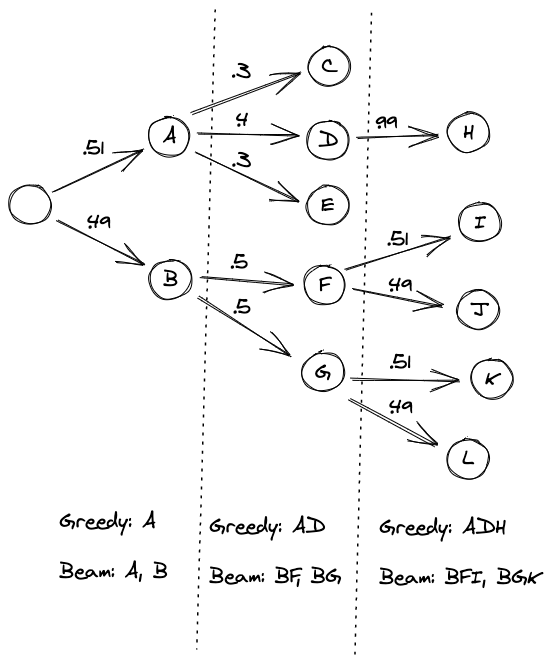 C
.3
.4
.99
A
D
H
.51
.3
E
I
.49
.51
.5
B
F
.49
J
.5
.51
G
K
.49
L
Greedy: A
Greedy: AD
Greedy: ADH
Beam: A, B
Beam: BF, BG
Beam: BFI, BGK